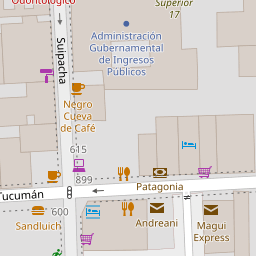 Odontológico
Superior
17
Administración
Gubernamental
de Ingresos
Públicos
Suipacha
Negro
Cueva
de Café
615
899
Tucumán
Patagonia
600
Sandluich
Andreani
Magui
Express